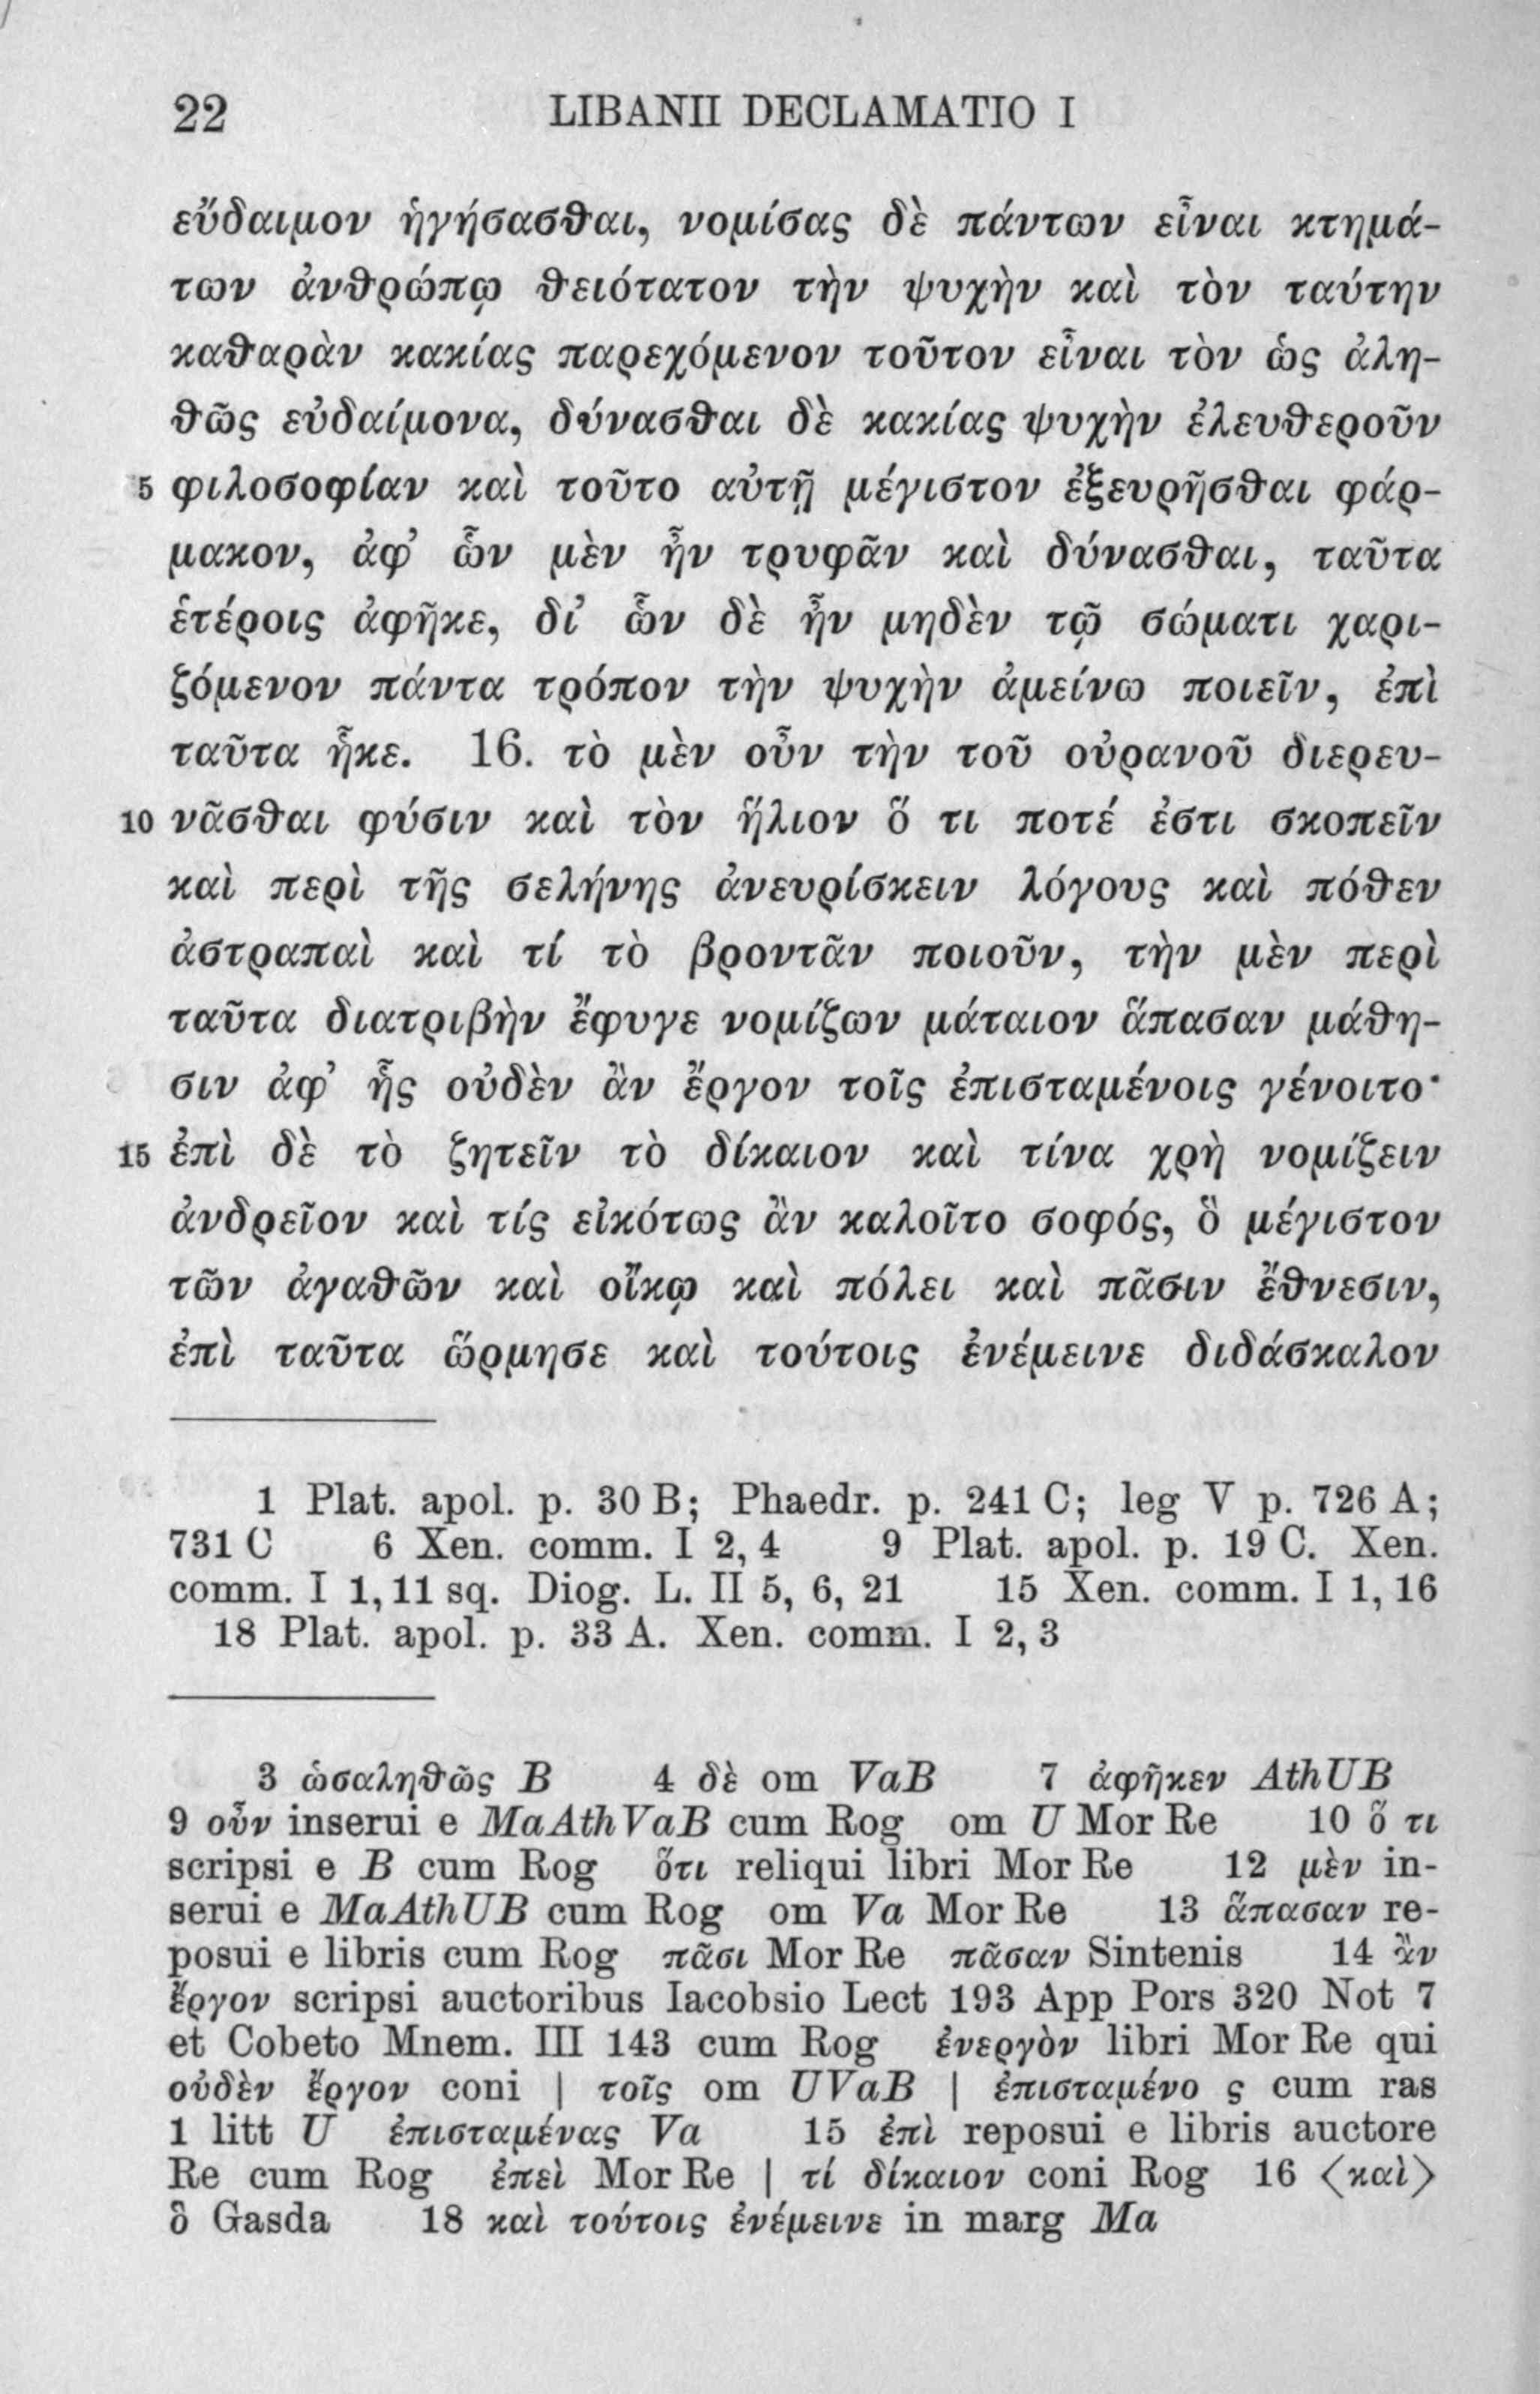 22 LIBANII DECLAMATIO I
εὔδαιμον ἡγήσασθαι, νομίσας δὲ πάντων εἶναι κτημά-
των ἀνθρώπῳ θειότατον τὴν ψυχὴν καὶ τὸν ταύτην
καθαρὰν κακίας παρεχόμενον τοῦτον εἶναι τὸν ὡς ἀλη-
θῶς εὐδαίμονα, δύνασθαι δὲ κακίας ψυχὴν ἐλευθεροῦν
5 φιλοσοφίαν καὶ τοῦτο αὐτῇ μέγιστον ἐξευρῆσθαι φάρ-
μακον, ἀφ’ ὧν μὲν ἦν τρυφᾶν καὶ δύνασθαι, ταῦτα
ἑτέροις ἀφῆκε, δι’ ὧν δὲ ἦν μηδὲν τῷ σώματι χαρι-
ζόμενον πάντα τρόπον τὴν ψυχὴν ἀμείνω ποιεῖν, ἐπὶ
ταῦτα ἧκε. 16. τὸ μὲν οὖν τὴν τοῦ οὐρανοῦ διερευ-
10 νᾶσθαι φύσιν καὶ τὸν ἥλιον ὅ τι ποτέ ἐστι σκοπεῖν
καὶ περὶ τῆς σελήνης ἀνευρίσκειν λόγους καὶ πόθεν
ἀστραπαὶ καὶ τί τὸ βροντᾶν ποιοῦν, τὴν μὲν περὶ
ταῦτα διατριβὴν ἔφυγε νομίζων μάταιον ἅπασαν μάθη-
σιν ἀφ’ ἧς οὐδὲν ἂν ἔργον τοῖς ἐπισταμένοις γένοιτο·
15 ἐπὶ δὲ τὸ ζητεῖν τὸ δίκαιον καὶ τίνα χρὴ νομίζειν
ἀνδρεῖον καὶ τίς εἰκότως ἂν καλοῖτο σοφός, ὃ μέγιστον
τῶν ἀγαθῶν καὶ οἴκῳ καὶ πόλει καὶ πᾶσιν ἔθνεσιν,
ἐπὶ ταῦτα ὥρμησε καὶ τούτοις ἐνέμεινε διδάσκαλον
1 Plat. apol. p. 30 B; Phaedr. p. 241 C; leg V p. 726 A;
731 C 6 Xen. comm. I 2, 4 9 Plat. apol. p. 19 C. Xen.
comm. I 1, 11 sq. Diog. L. II 5, 6, 21 15 Xen. comm. I 1, 16
18 Plat. apol. p. 33 A. Xen. comm. I 2, 3
3 ὡσαληθῶς B 4 δὲ om VaB 7 ἀφῆκεν AthUB
9 οὖν inserui e MaAthVaB cum Rog om U Mor Re 10 ὅ τι
scripsi e B cum Rog ὅτι reliqui libri Mor Re 12 μὲν in-
serui e MaAthUB cum Rog om Va Mor Re 13 ἅπασαν re-
posui e libris cum Rog πᾶσι Mor Re πᾶσαν Sintenis 14 ἂν
ἔργον scripsi auctoribus Iacobsio Lect 193 App Pors 320 Not 7
et Cobeto Mnem. III 143 cum Rog ἐνεργὸν libri Mor Re qui
οὐδὲν ἔργον coni | τοῖς om UVaB | ἐπισταμένο ς cum ras
1 litt U ἐπισταμένας Va 15 ἐπὶ reposui e libris auctore
Re cum Rog ἐπεὶ Mor Re | τί δίκαιον coni Rog 16 〈καὶ〉
ὃ Gasda 18 καὶ τούτοις ἐνέμεινε in marg Ma